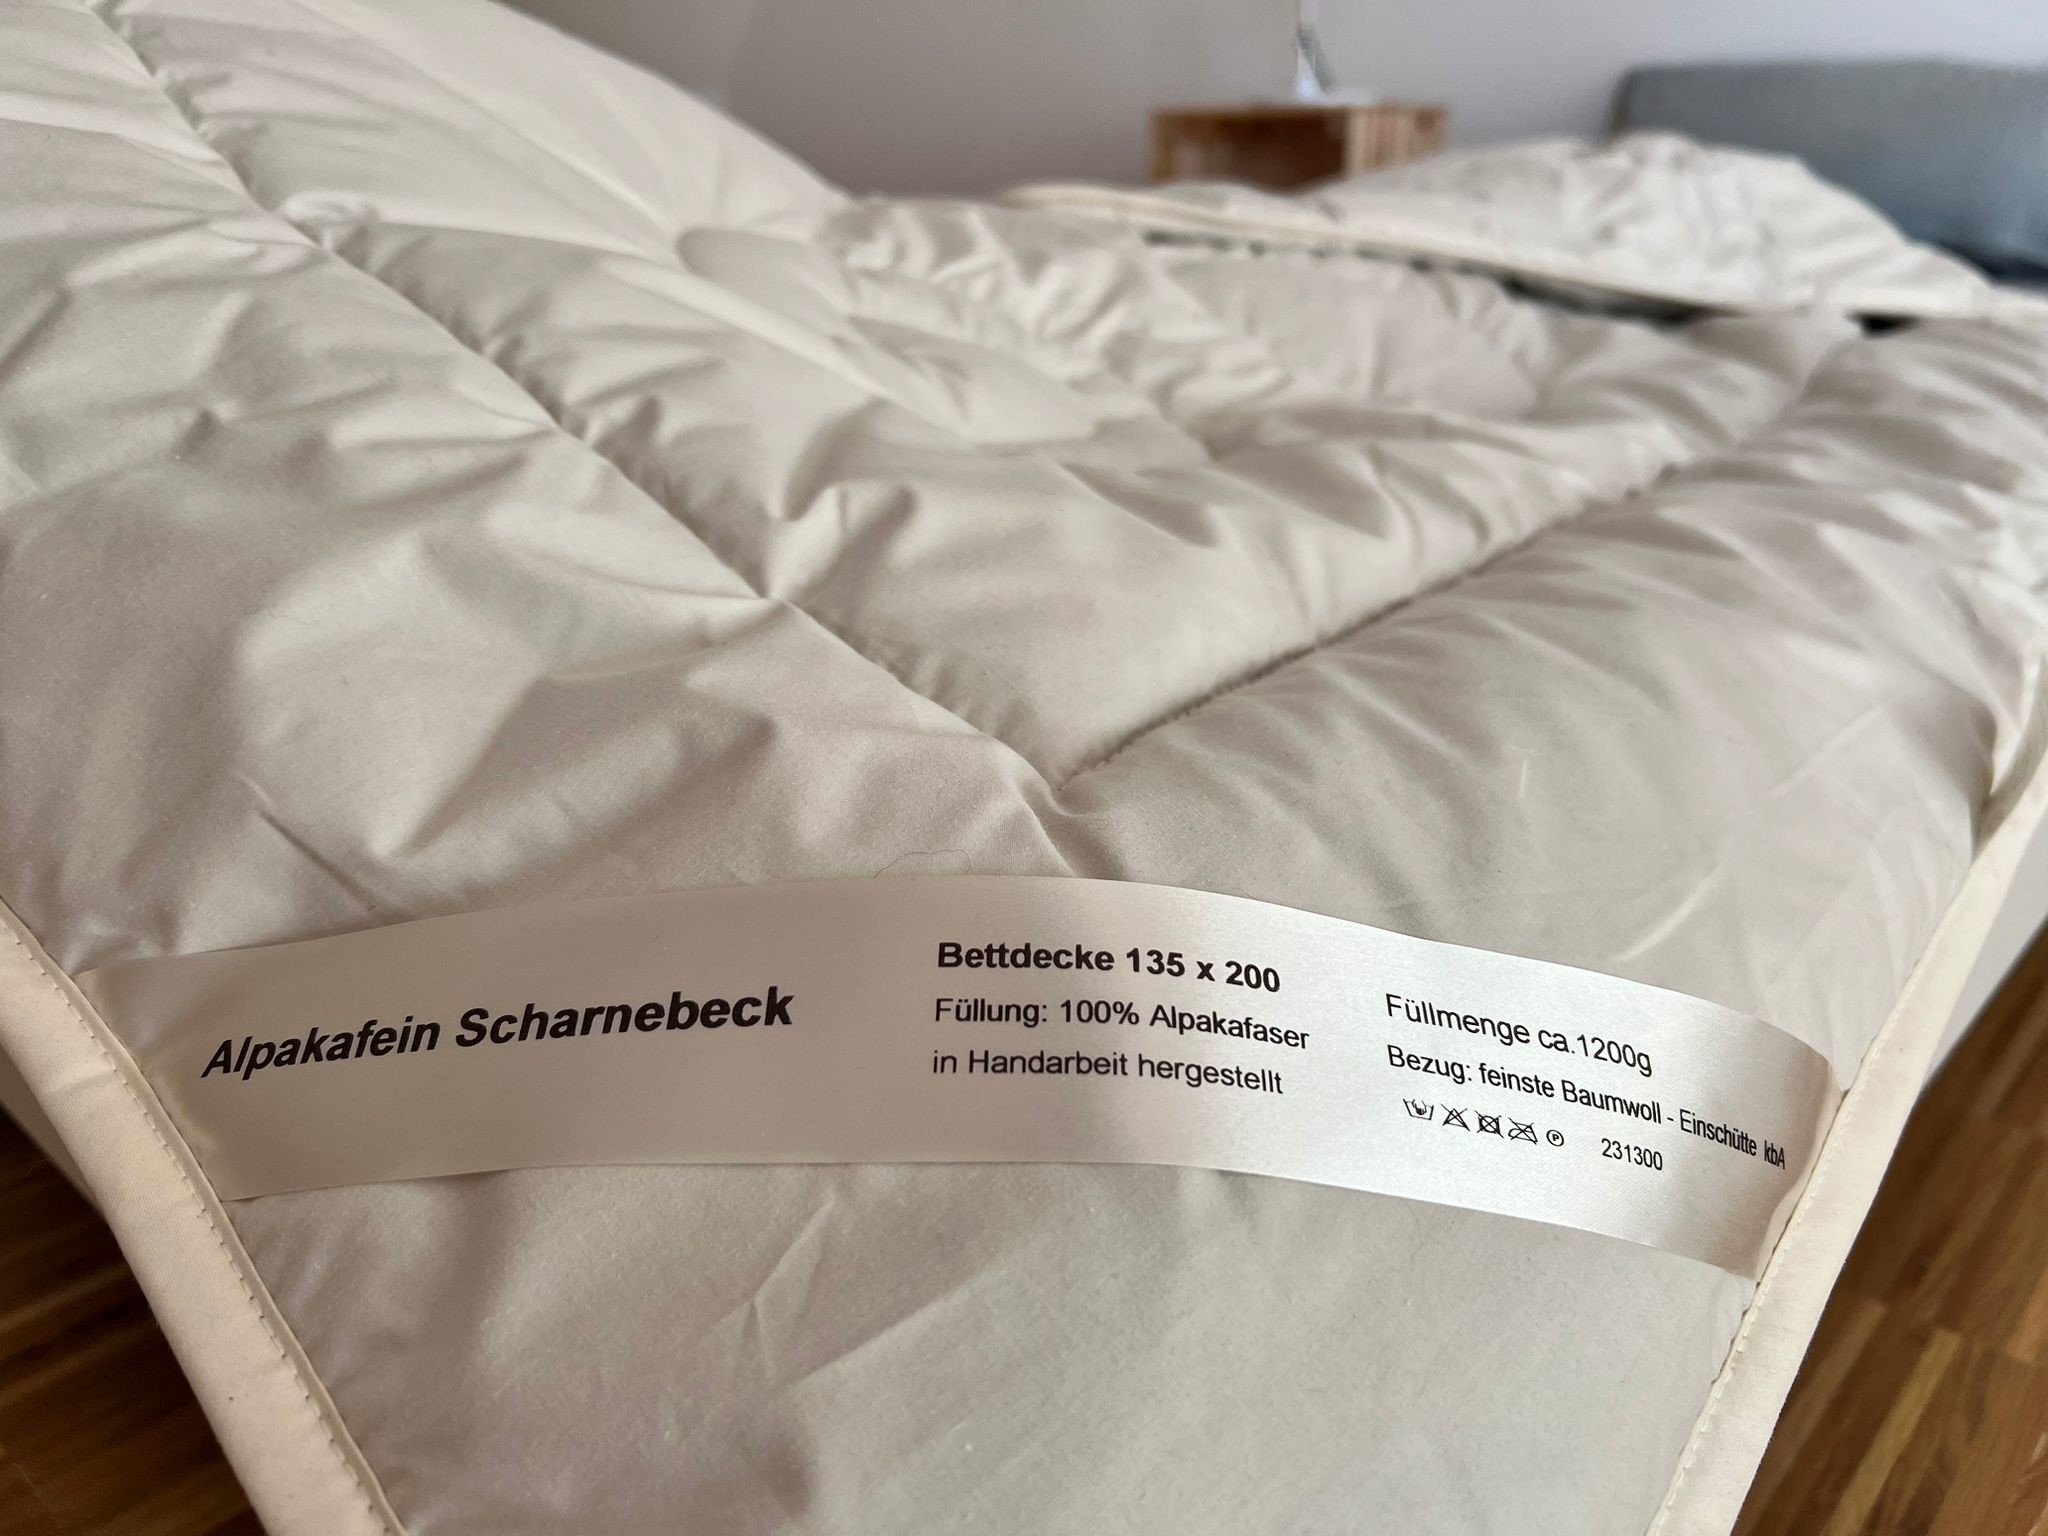 Alpakafein Scharnebeck
Bettdecke 135 x 200
Füllung: 100% Alpakafaser
in Handarbeit hergestellt
Füllmenge ca.1200g
Bezug: feinste Baumwoll - Einschütte kbA
P 231300